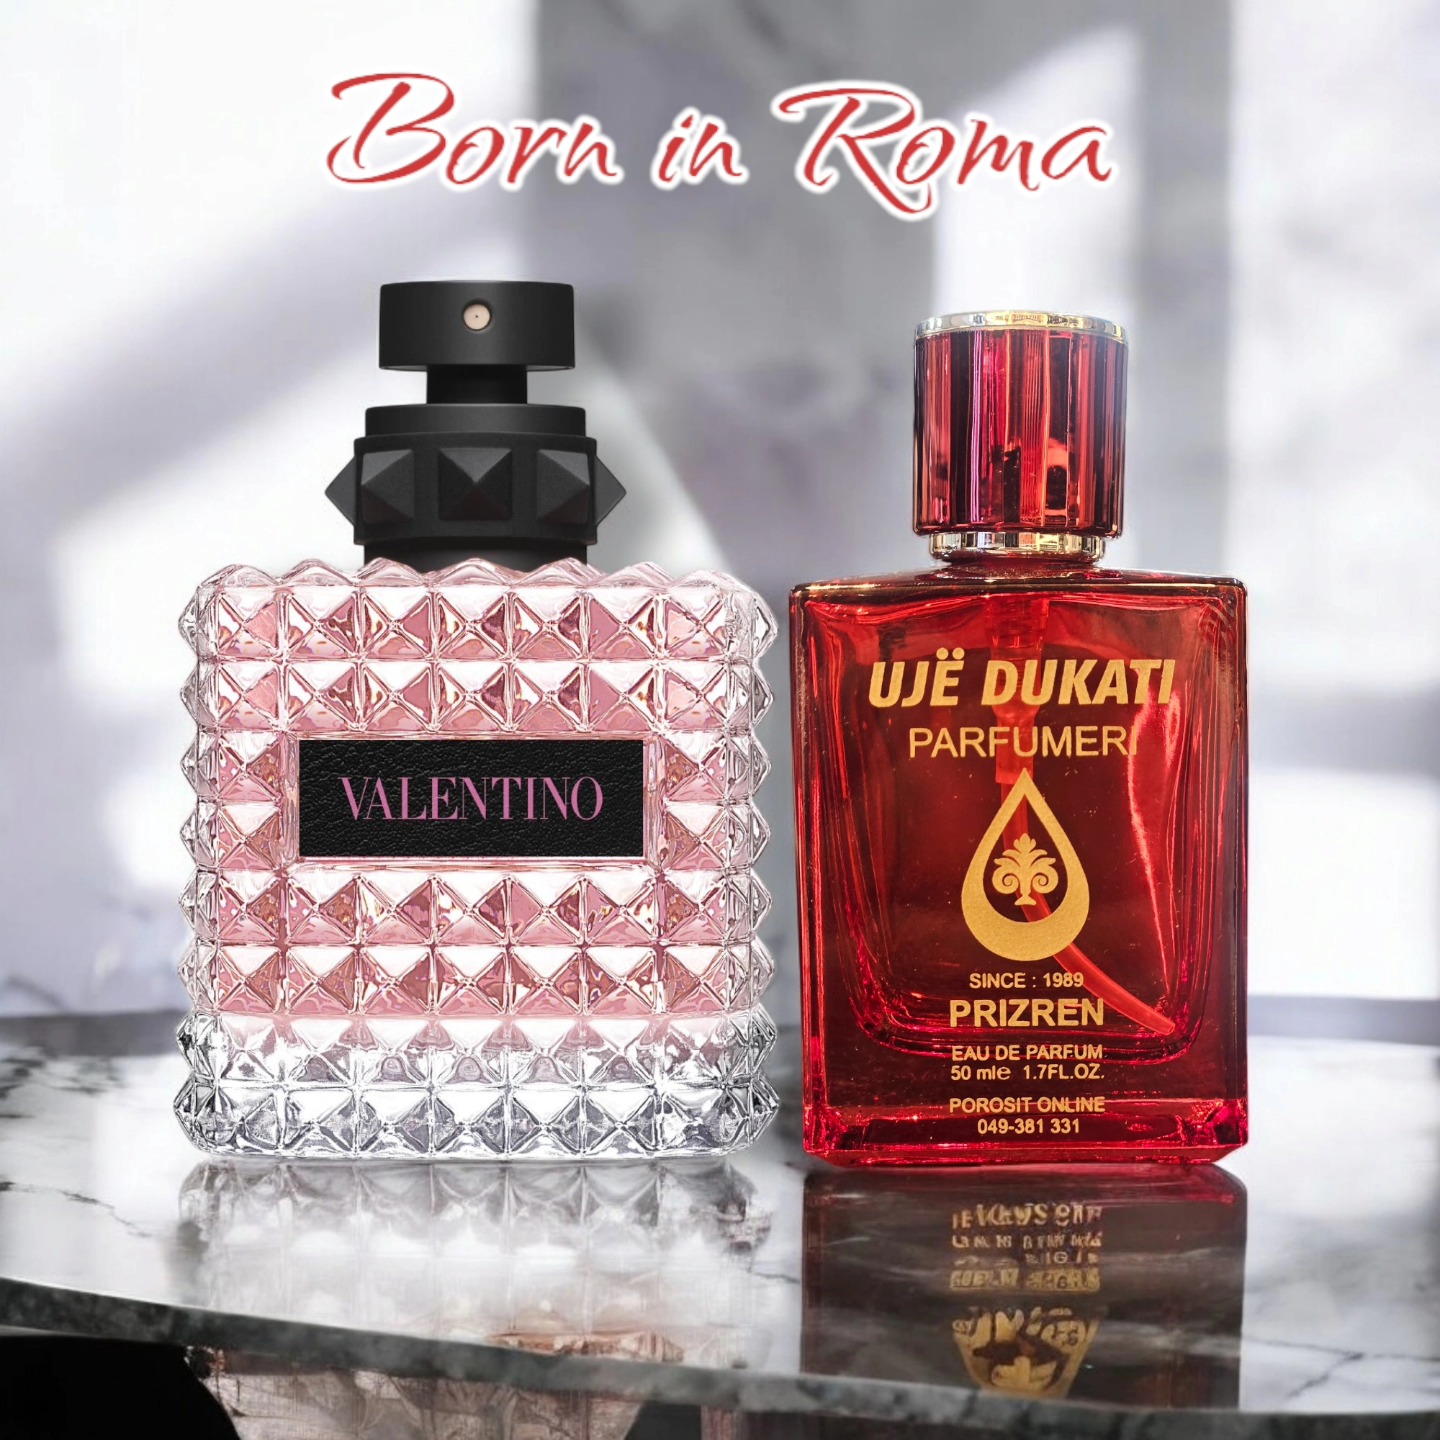 Born in Roma
VALENTINO
UJË DUKATI
PARFUMERI
SINCE : 1989
PRIZREN
EAU DE PARFUM
50 mle 1.7FL.OZ.
POROSIT ONLINE
049-381 331